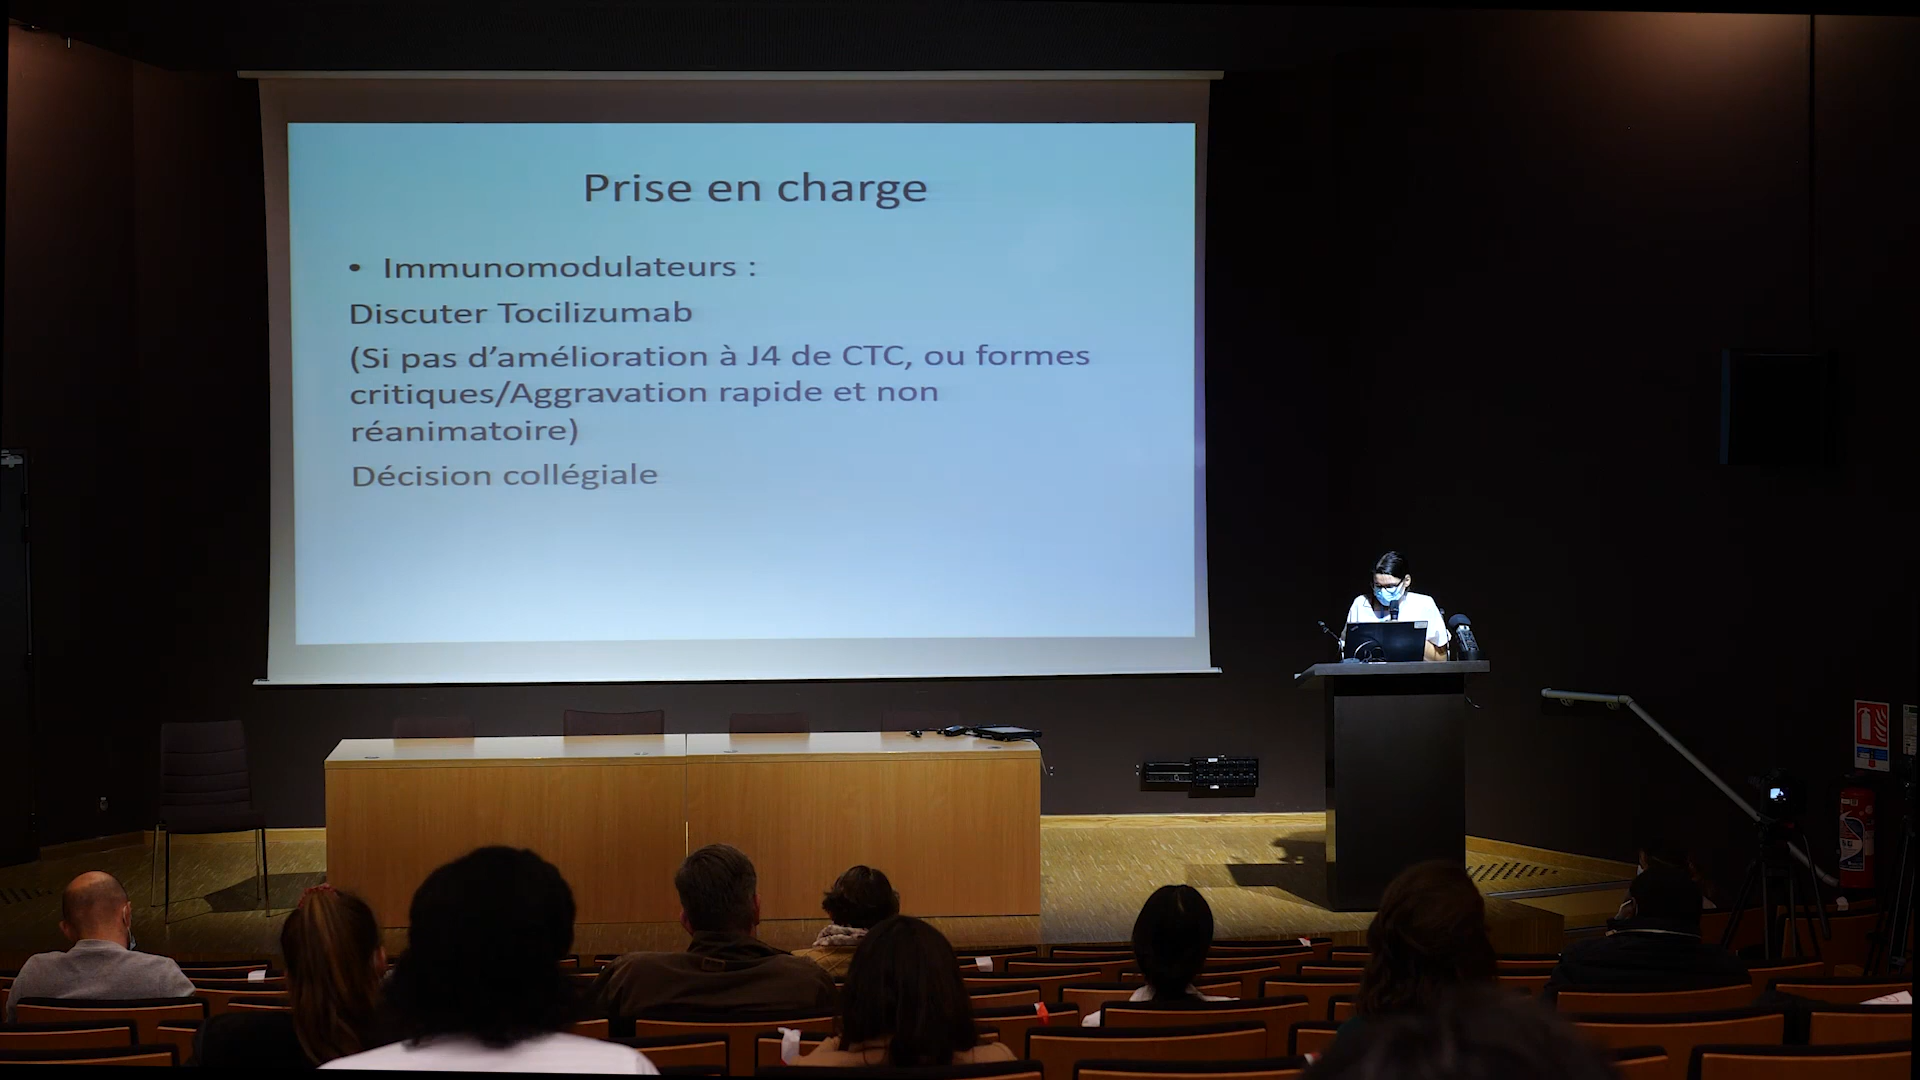 Prise en charge
• Immunomodulateurs :
Discuter Tocilizumab
(Si pas d’amélioration à J4 de CTC, ou formes
critiques/Aggravation rapide et non
réanimatoire)
Décision collégiale